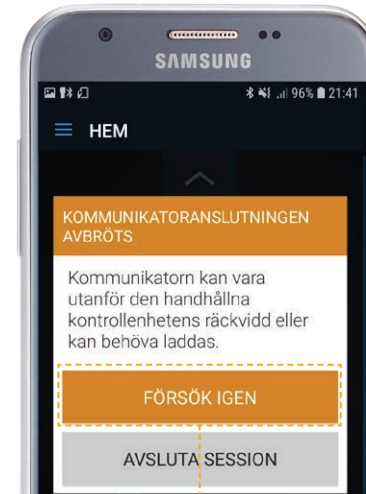 SAMSUNG
96% 21:41
HEM
KOMMUNIKATORANSLUTNINGEN
AVBRÖTS
Kommunikatorn kan vara
utanför den handhållna
kontrollenhetens räckvidd eller
kan behöva laddas.
FÖRSÖK IGEN
AVSLUTA SESSION